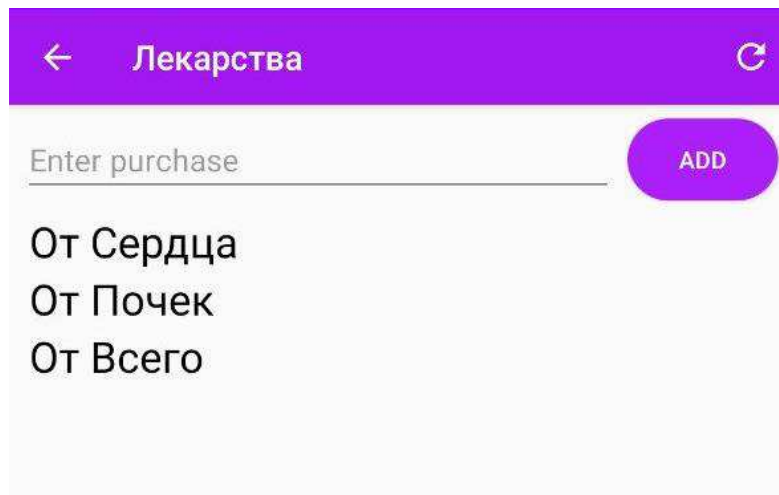 Лекарства
Enter purchase
ADD
От Сердца
От Почек
От Всего